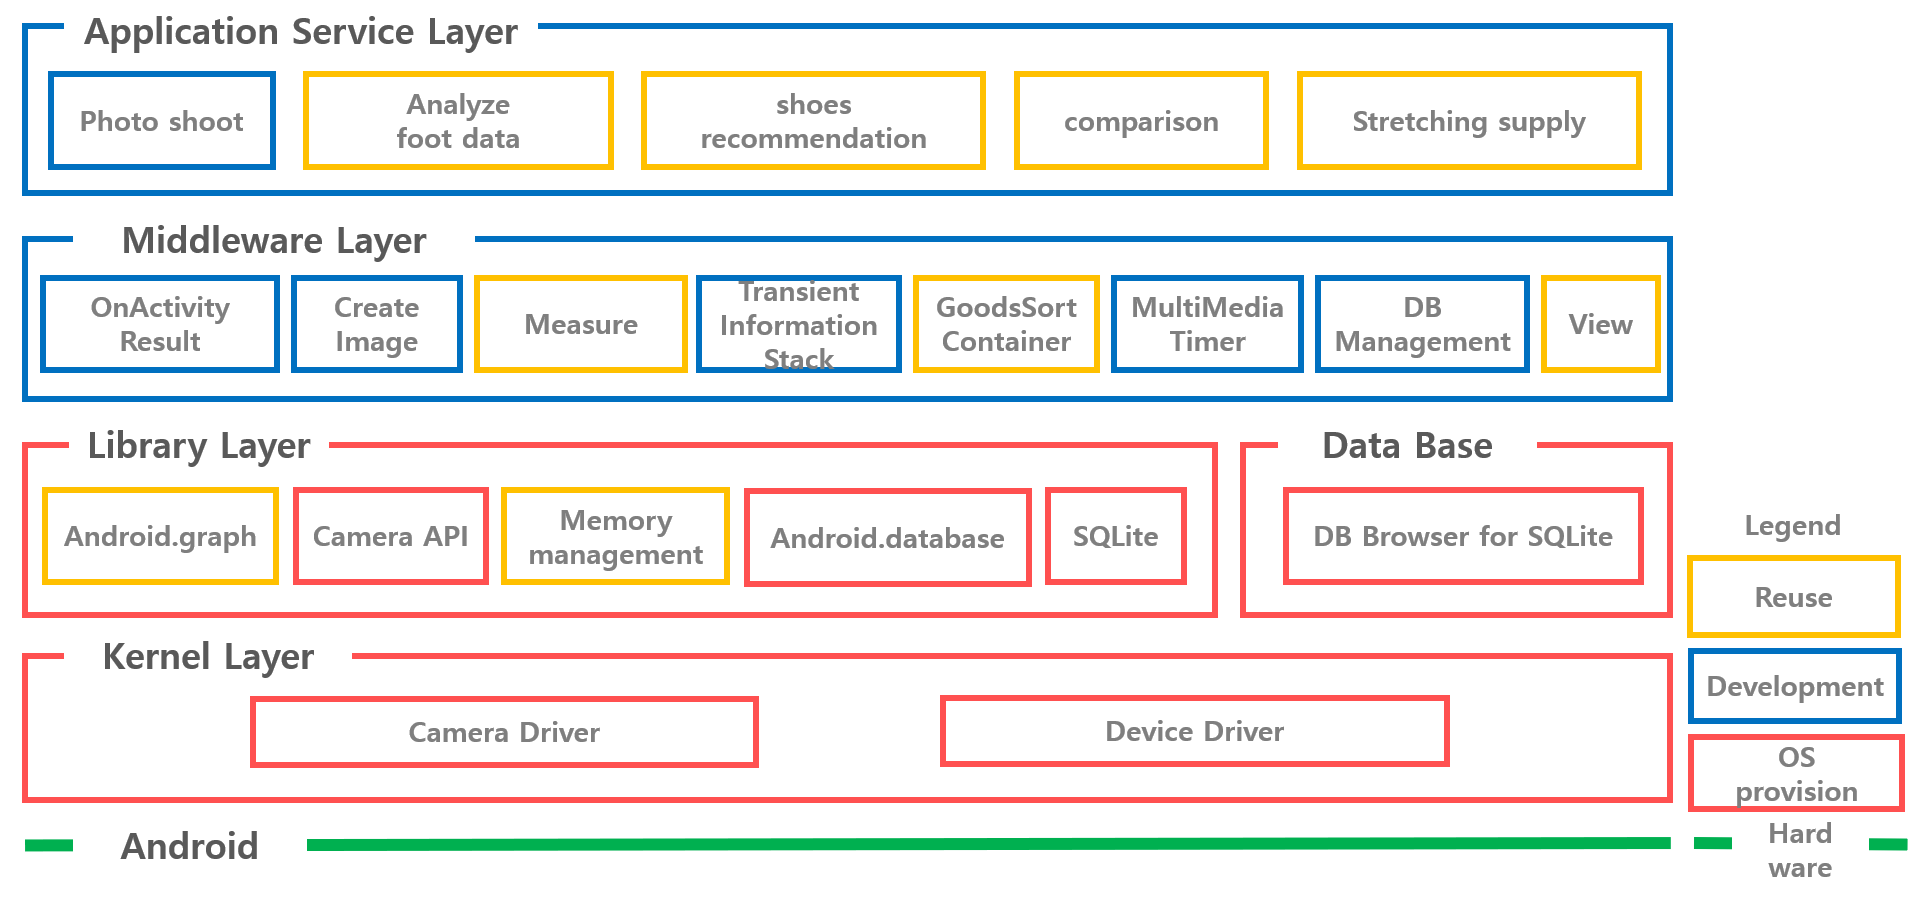 Application Service Layer
Photo shoot
Analyze
foot data
shoes
recommendation
comparison
Stretching supply
Middleware Layer
OnActivity
Result
Create
Image
Measure
Transient
Information
Stack
GoodsSort
Container
MultiMedia
Timer
DB
Management
View
Library Layer
Android.graph
Camera API
Memory
management
Android.database
SQLite
Data Base
DB Browser for SQLite
Kernel Layer
Camera Driver
Device Driver
Android
Legend
Reuse
Development
OS
provision
Hard
ware